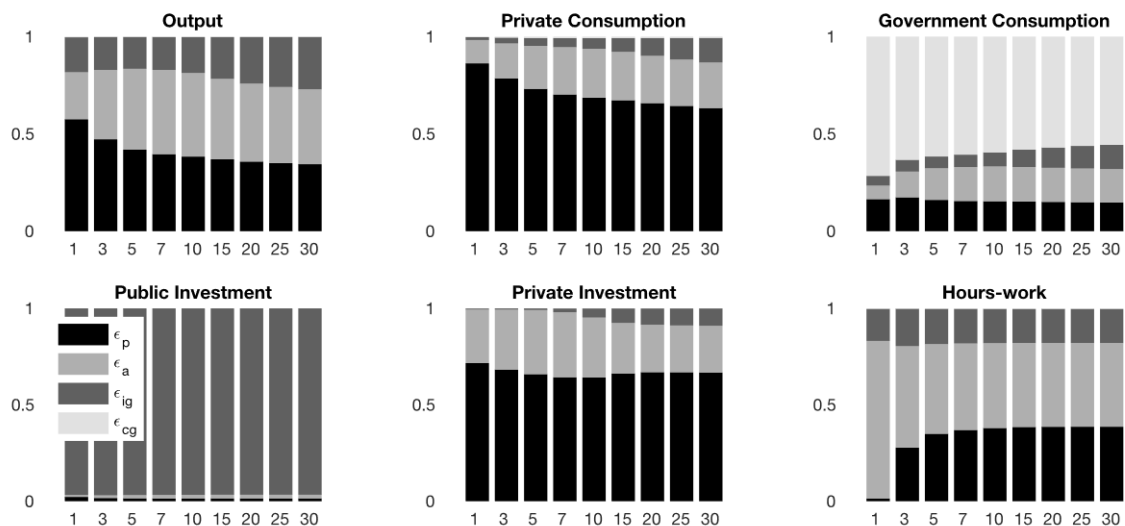 Output
1
0.5
0
1 3 5 7 10 15 20 25 30
Private Consumption
1
0.5
0
1 3 5 7 10 15 20 25 30
Government Consumption
1
0.5
0
1 3 5 7 10 15 20 25 30
Public Investment
1
0.5
0
ϵp
ϵa
ϵig
ϵcg
1 3 5 7 10 15 20 25 30
Private Investment
1
0.5
0
1 3 5 7 10 15 20 25 30
Hours-work
1
0.5
0
1 3 5 7 10 15 20 25 30